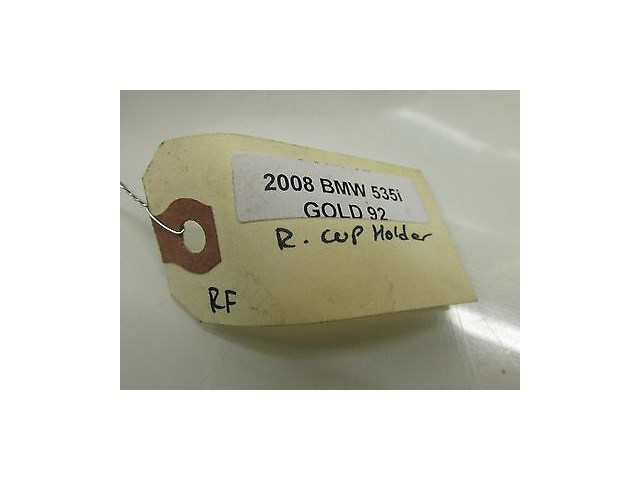 2008 BMW 535i
GOLD 92
R. cup Holder
RF